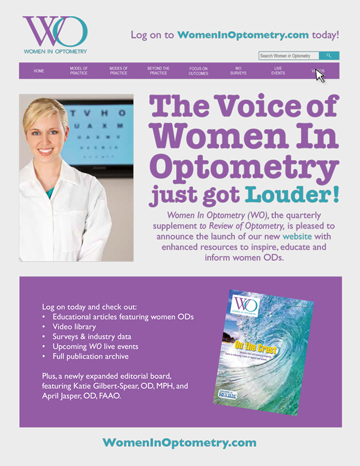 WO
WOMEN IN OPTOMETRY
Log on to WomenInOptometry.com today!
Search Women in Optometry
HOME
MODEL OF PRACTICE
MODES OF PRACTICE
BEYOND THE PRACTICE
FOCUS ON OUTCOMES
WO SURVEYS
LIVE EVENTS
The Voice of
Women In
Optometry
just got Louder!
Women In Optometry (WO), the quarterly
supplement to Review of Optometry, is pleased to
announce the launch of our new website with
enhanced resources to inspire, educate and
inform women ODs.
Log on today and check out:
• Educational articles featuring women ODs
• Video library
• Surveys & industry data
• Upcoming WO live events
• Full publication archive
Plus, a newly expanded editorial board,
featuring Katie Gilbert-Spear, OD, MPH, and
April Jasper, OD, FAAO.
WO
On the Crest
WomenInOptometry.com